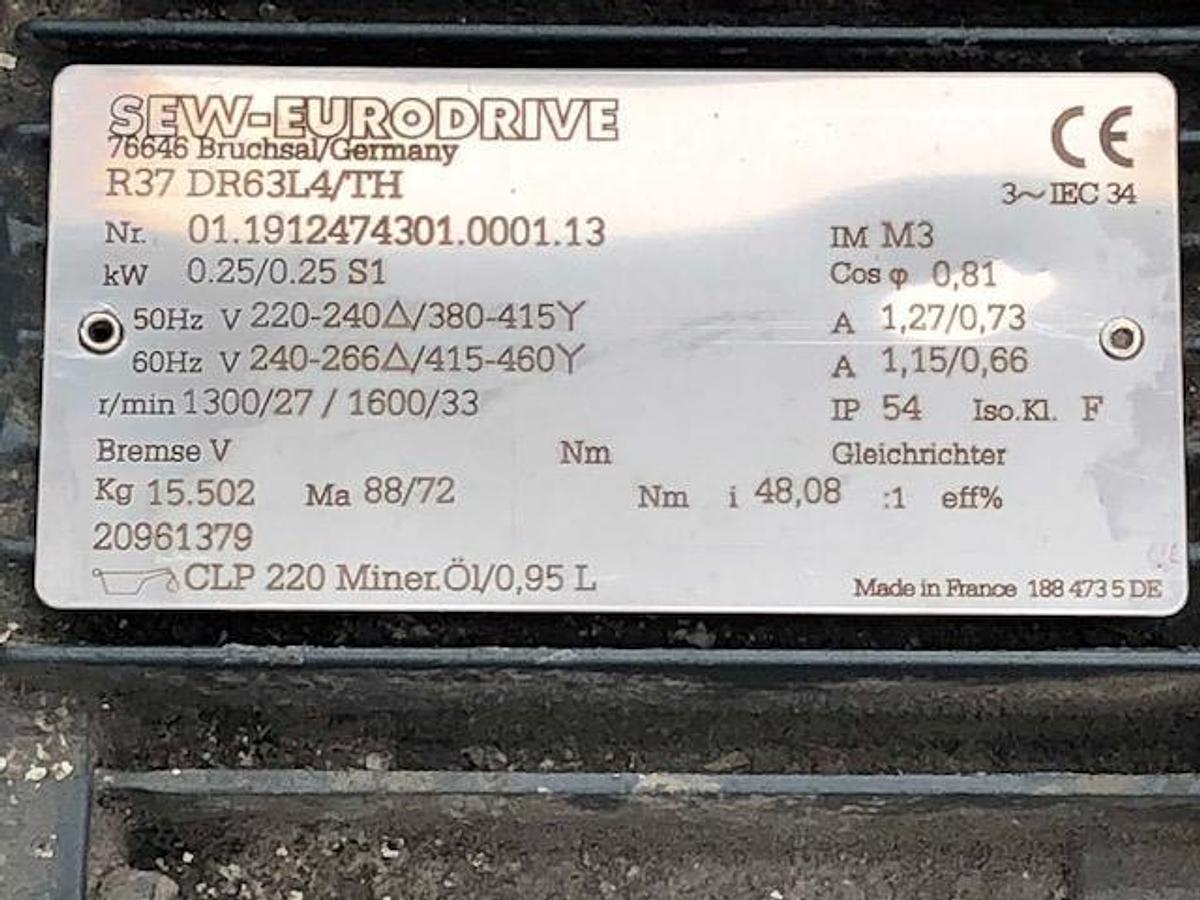 SEW-EURODRIVE
76646 Bruchsal/Germany
CE
R37 DR63L4/TH
3~ IEC 34
Nr. 01.1912474301.0001.13
IM M3
kW 0.25/0.25 S1
Cos φ 0,81
50Hz V 220-240Δ/380-415Y
A 1,27/0,73
60Hz V 240-266Δ/415-460Y
A 1,15/0,66
r/min 1300/27 / 1600/33
IP 54 Iso.Kl. F
Bremse V Nm Gleichrichter
Kg 15.502 Ma 88/72 Nm i 48,08 :1 eff%
20961379
CLP 220 Miner.Öl/0,95 L
Made in France 188 473 5 DE